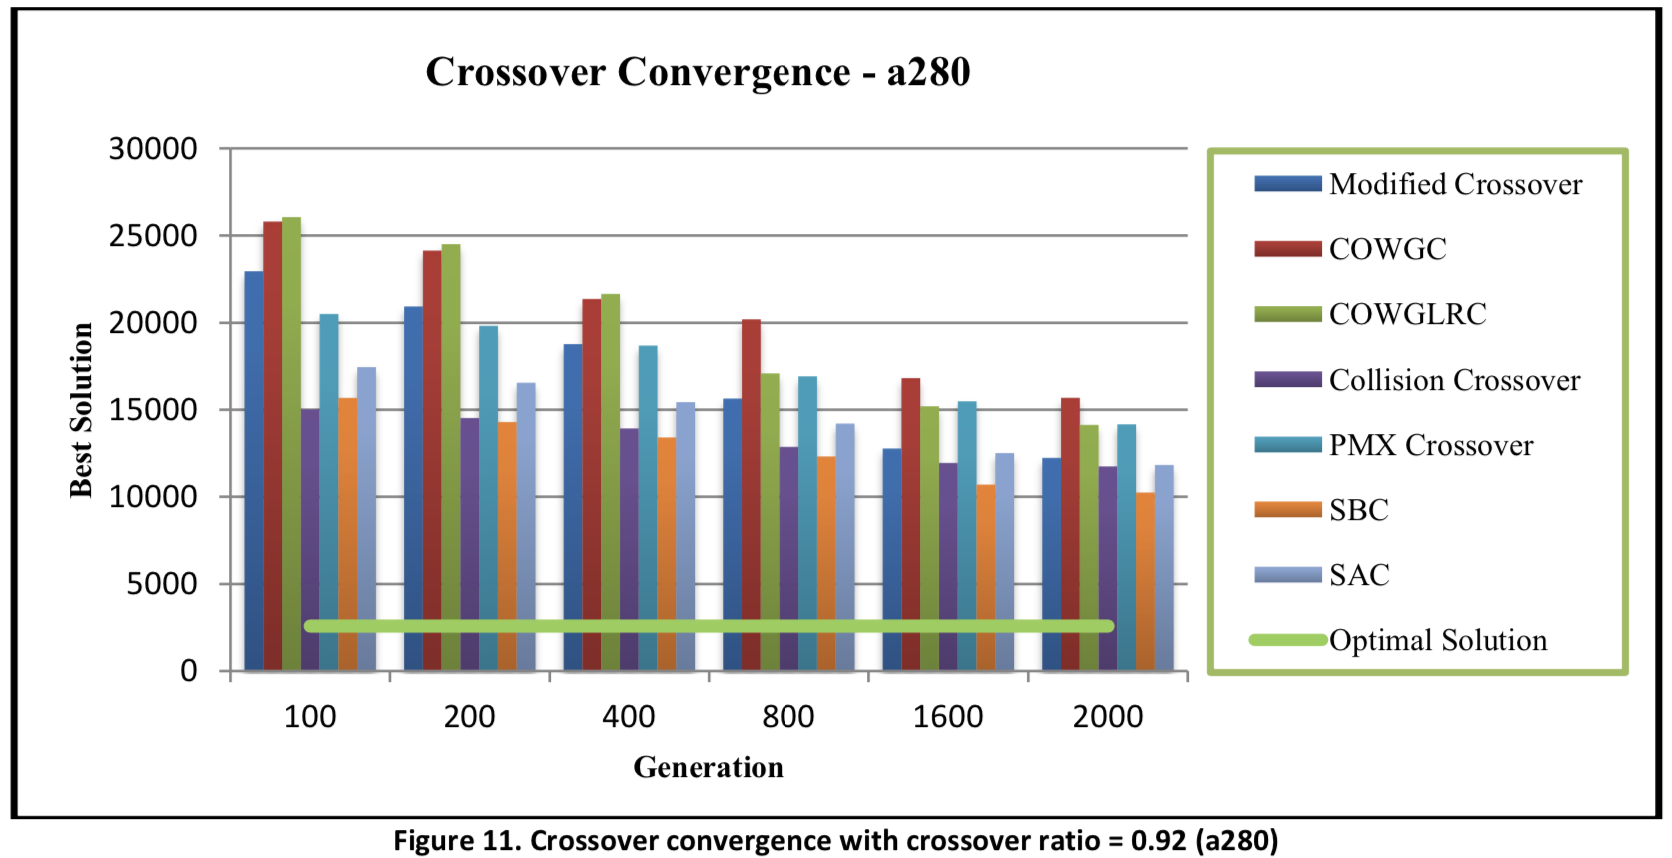 Crossover Convergence - a280
30000
25000
20000
15000
10000
5000
0
Best Solution
100 200 400 800 1600 2000
Generation
Modified Crossover
COWGC
COWGLRC
Collision Crossover
PMX Crossover
SBC
SAC
Optimal Solution
Figure 11. Crossover convergence with crossover ratio = 0.92 (a280)